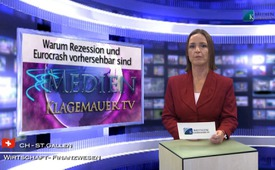 Warum Rezession und
Eurocrash vorhersehbar sind
MEDIEN
KLAGEMAUER.TV
CH - ST.GALLEN
WIRTSCHAFT-FINANZWESEN